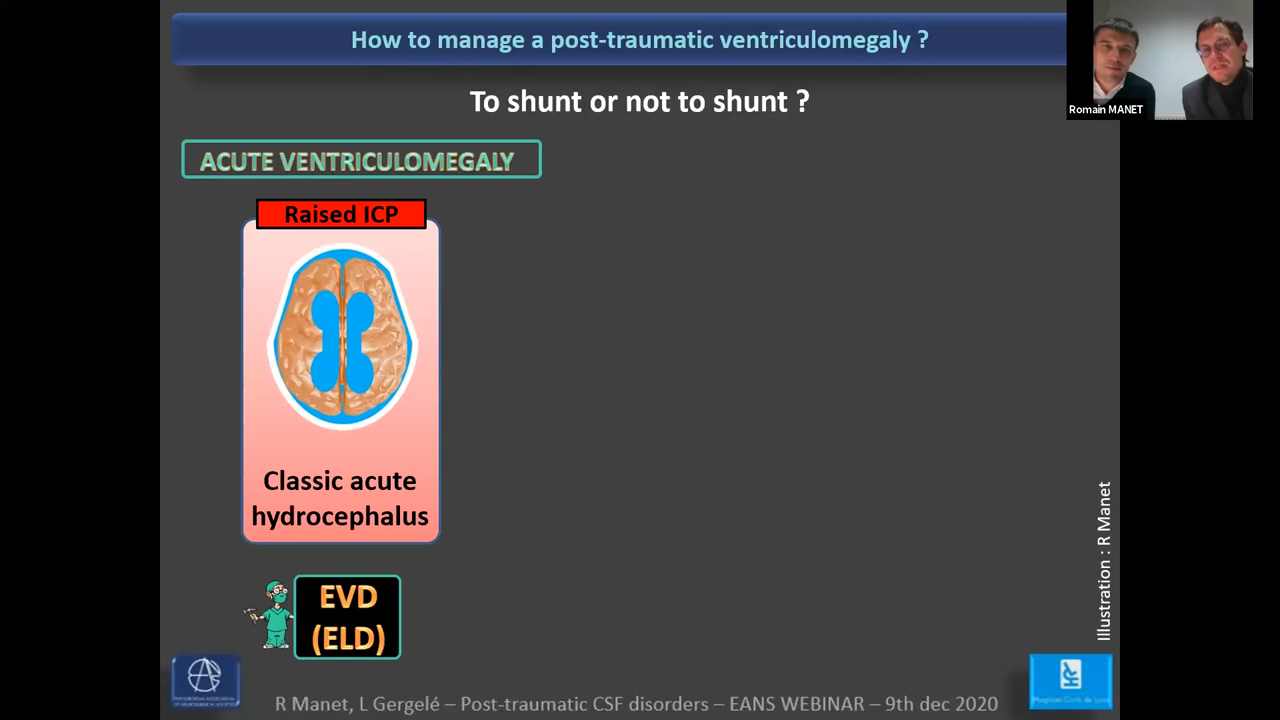 How to manage a post-traumatic ventriculomegaly ?
Romain MANET
To shunt or not to shunt ?
ACUTE VENTRICULOMEGALY
Raised ICP
Classic acute
hydrocephalus
EVD
(ELD)
Illustration : R Manet
R Manet, L Gergelé – Post-traumatic CSF disorders – EANS WEBINAR – 9th dec 2020